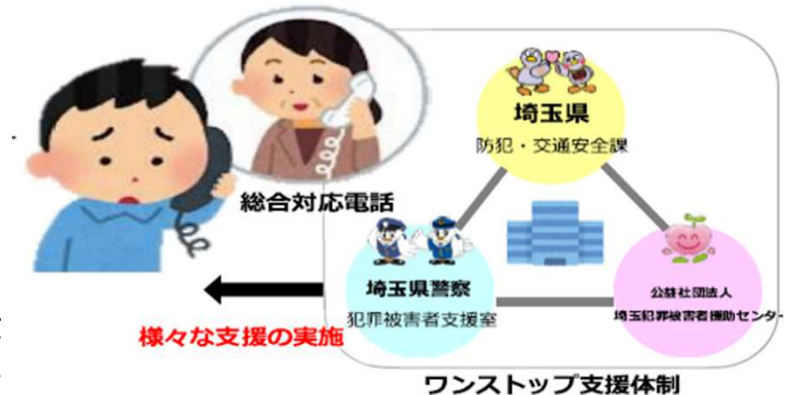 埼玉県
防犯・交通安全課
総合対応電話
埼玉県警察
犯罪被害者支援室
公益社団法人
埼玉犯罪被害者援助センター
様々な支援の実施
ワンストップ支援体制